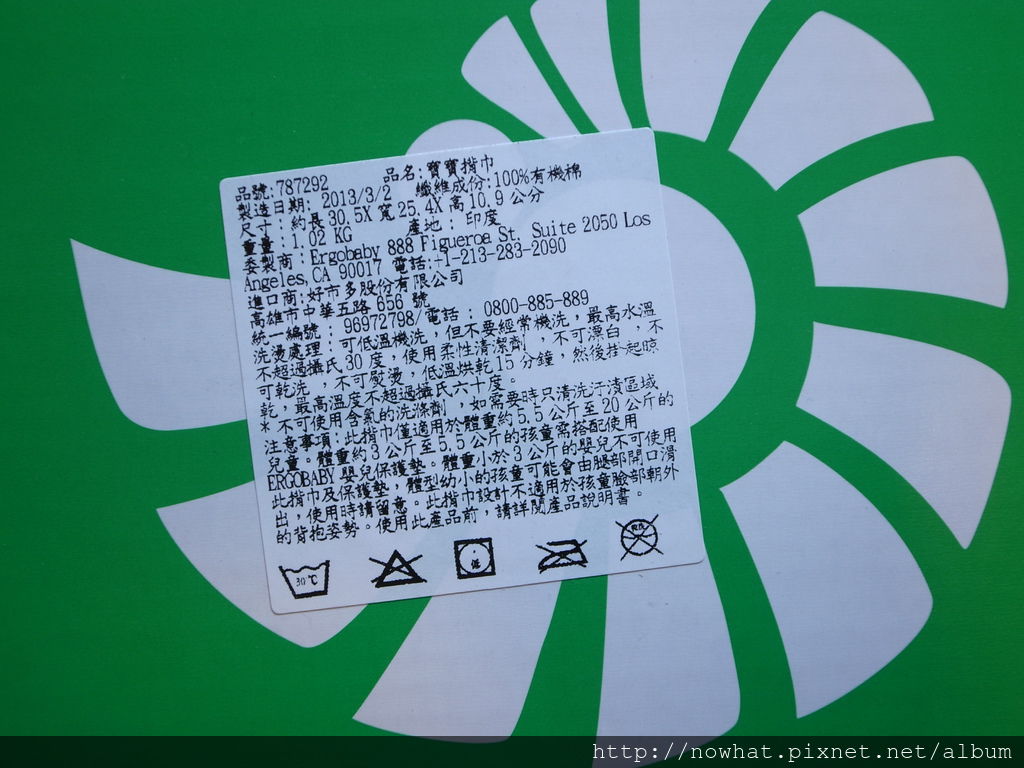 品號:787292 品名:寶寶揹巾
製造日期: 2013/3/2 纖維成份:100%有機棉
尺寸: 約長30.5X 寬25.4X 高10.9公分
重量: 1.02 KG 產地: 印度
委製商: Ergobaby 888 Figueroa St, Suite 2050 Los
Angeles, CA 90017 電話:+1-213-283-2090
進口商:好市多股份有限公司
高雄市中華五路 656 號
統一編號: 96972798/電話: 0800-885-889
洗燙處理: 可低溫機洗, 但不要經常機洗, 最高水溫
不超過攝氏30度, 使用柔性清潔劑, 不可漂白, 不
可乾洗, 不可熨燙, 低溫烘乾15分鐘, 然後掛起晾
乾, 最高溫度不超過攝氏六十度。
* 不可使用含氣的洗滌劑, 如需要時只清洗汙漬區域
注意事項:此揹巾僅適用於體重約5.5公斤至20公斤的
兒童。體重約3公斤至5.5公斤的孩童需搭配使用
ERGOBABY嬰兒保護墊。體重小於3公斤的嬰兒不可使用
此揹巾及保護墊, 體型幼小的孩童可能會由腿部開口滑
出, 使用時請留意。此揹巾設計不適用於孩童臉部朝外
的背抱姿勢。使用此產品前, 請詳閱產品說明書。
30℃
低
乾洗
http://nowhat.pixnet.net/album